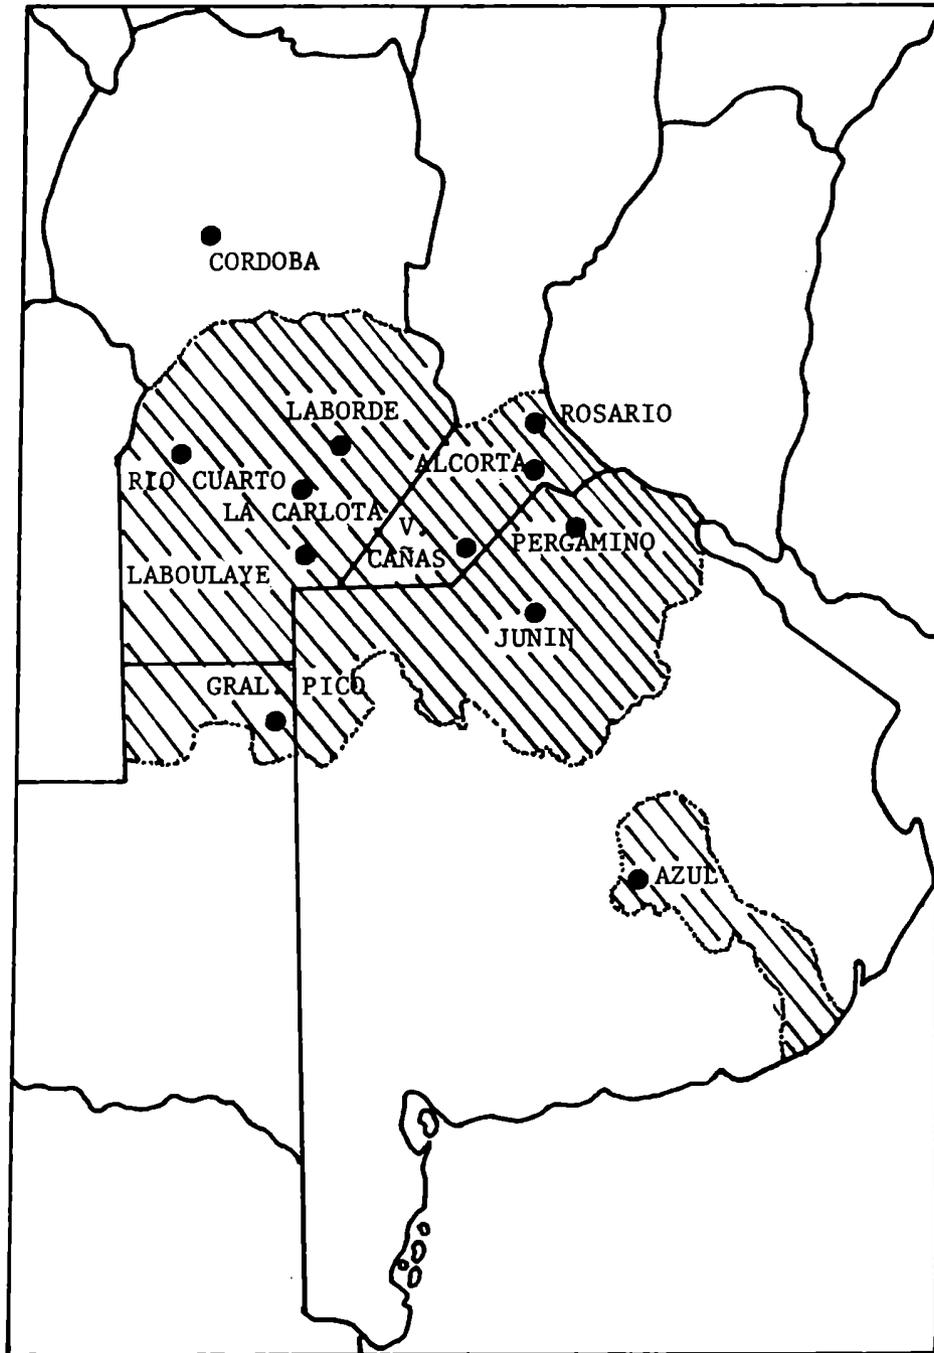 CORDOBA
LABORDE
ROSARIO
ALCORTA
RIO CUARTO
LA CARLOTA
V.
CAÑAS
PERGAMINO
LABOULAYE
JUNIN
GRAL. PICO
AZUL